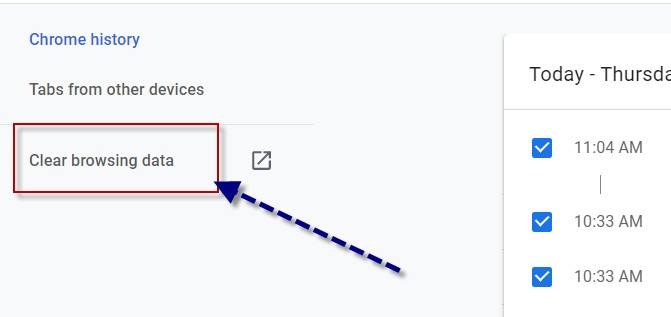 Chrome history
Tabs from other devices
Clear browsing data
Today - Thursda
11:04 AM
10:33 AM
10:33 AM